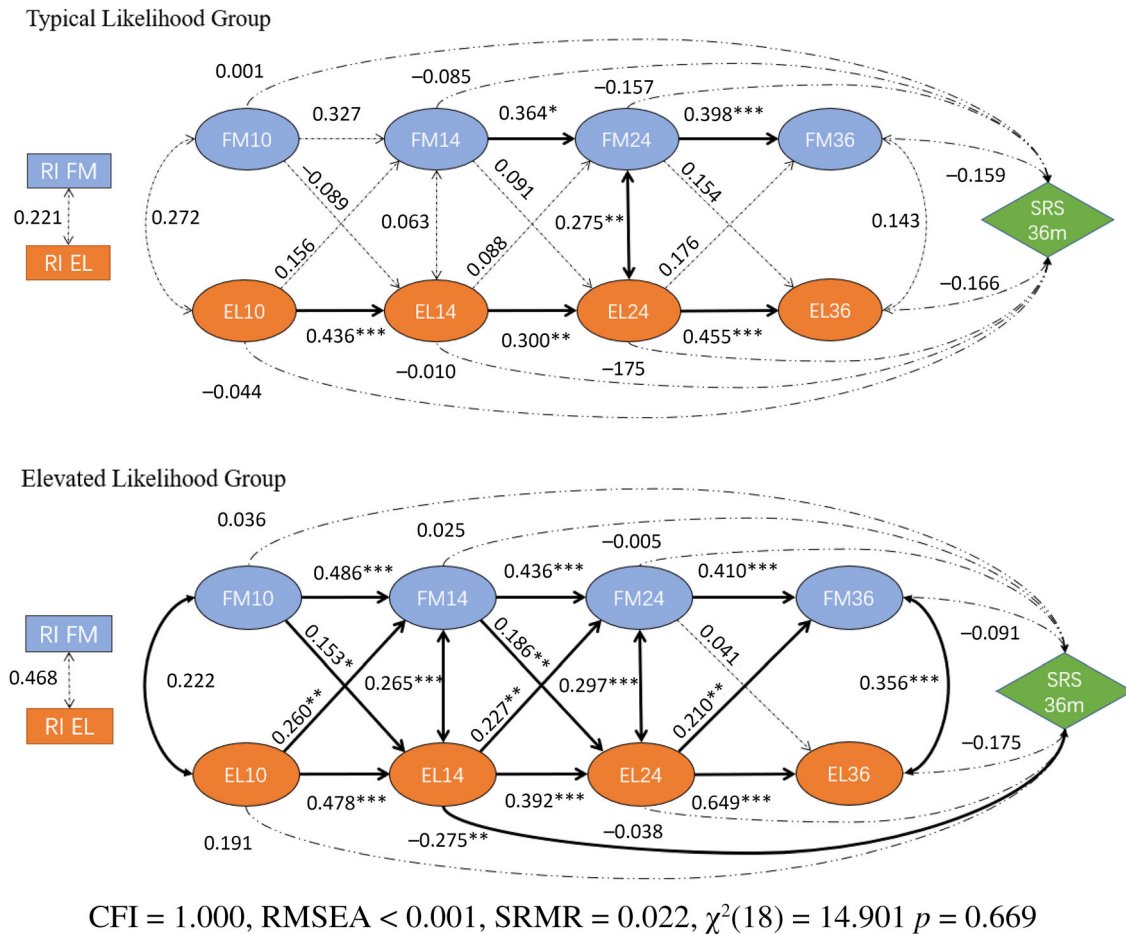 Typical Likelihood Group
0.001
−0.085
−0.157
FM10
0.327
FM14
0.364*
FM24
0.398***
FM36
RI FM
0.221
RI EL
0.272
−0.089
0.156
0.063
0.091
0.088
0.275**
0.154
0.176
0.143
−0.159
SRS
36m
−0.166
EL10
0.436***
EL14
0.300**
EL24
0.455***
EL36
−0.044
−0.010
−175
Elevated Likelihood Group
0.036
0.025
−0.005
FM10
0.486***
FM14
0.436***
FM24
0.410***
FM36
RI FM
0.468
RI EL
0.222
0.153*
0.260**
0.265***
0.186**
0.227**
0.297***
0.041
0.210**
0.356***
−0.091
SRS
36m
−0.175
EL10
0.478***
EL14
0.392***
EL24
0.649***
EL36
0.191
−0.275**
−0.038
CFI = 1.000, RMSEA < 0.001, SRMR = 0.022, χ²(18) = 14.901 p = 0.669